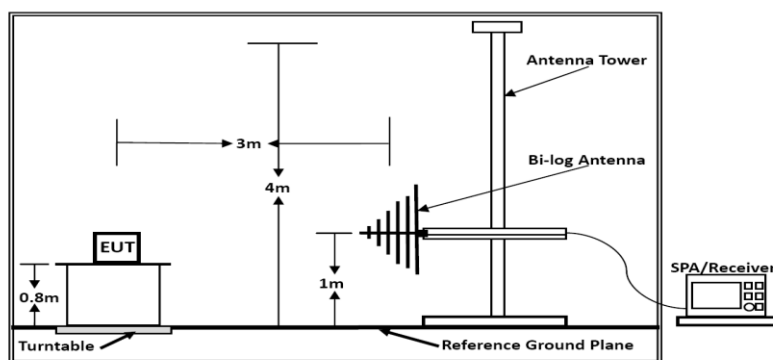 Antenna Tower
3m
Bi-log Antenna
4m
EUT
SPA/Receiver
0.8m
1m
Turntable
Reference Ground Plane